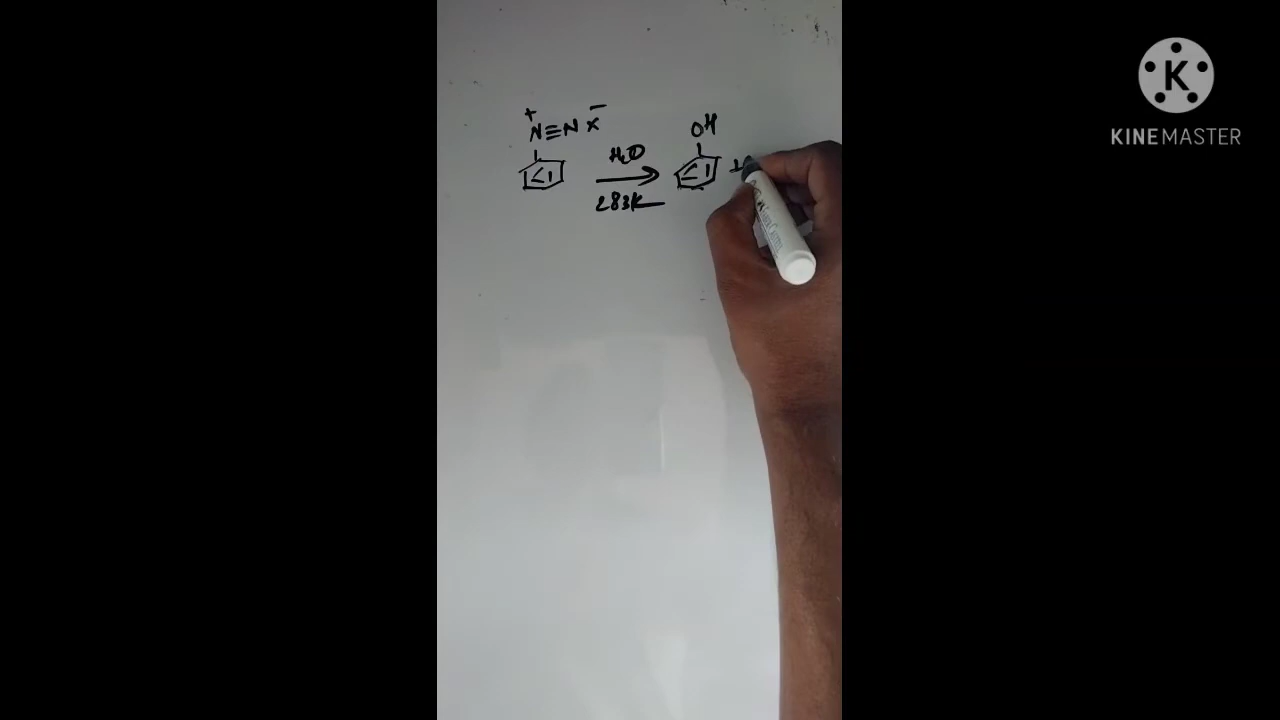 + −
N≡N X
OH
H₂O
283K
+
KINEMASTER